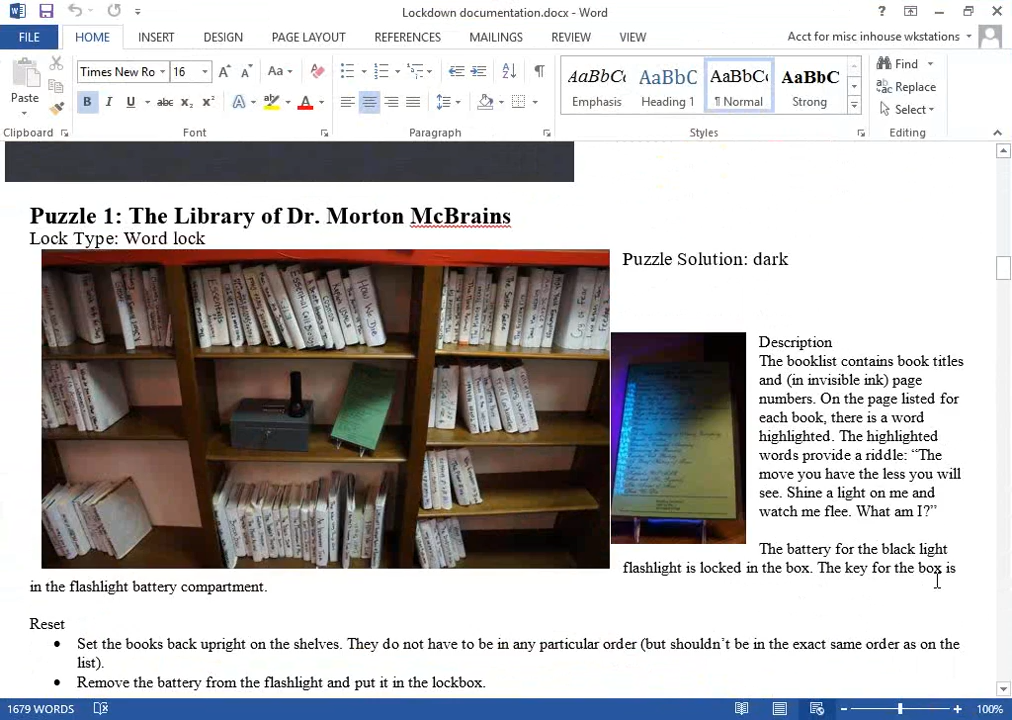 Lockdown documentation.docx - Word
FILE HOME INSERT DESIGN PAGE LAYOUT REFERENCES MAILINGS REVIEW VIEW
Acct for misc inhouse wkstations
Times New Ro 16 Aa
AaBbCc AaBbC AaBbCc AaBbC
Find
Replace
Select
Paste
B I U abc x₂ x² A A
Emphasis Heading 1 ¶ Normal Strong
Clipboard Font Paragraph Styles Editing
Puzzle 1: The Library of Dr. Morton McBrains
Lock Type: Word lock
Puzzle Solution: dark
How We Die
Essentials
Description
The booklist contains book titles
and (in invisible ink) page
numbers. On the page listed for
each book, there is a word
highlighted. The highlighted
words provide a riddle: “The
move you have the less you will
see. Shine a light on me and
watch me flee. What am I?”
The battery for the black light
flashlight is locked in the box. The key for the box is
in the flashlight battery compartment.
Reset
• Set the books back upright on the shelves. They do not have to be in any particular order (but shouldn’t be in the exact same order as on the
list).
• Remove the battery from the flashlight and put it in the lockbox.
1679 WORDS
100%